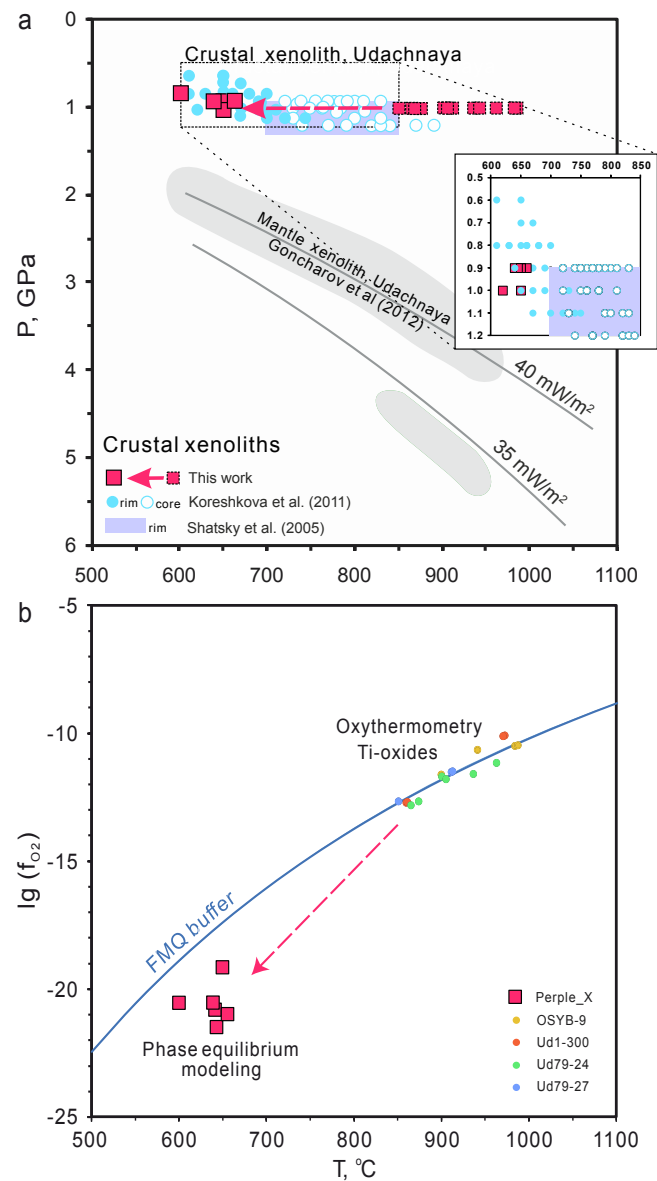 a
0
1
2
3
4
5
6
P, GPa
Crustal xenolith, Udachnaya
600 650 700 750 800 850
0.5
0.6
0.7
0.8
0.9
1.0
1.1
1.2
Mantle xenolith, Udachnaya
Goncharov et al (2012)
40 mW/m²
35 mW/m²
Crustal xenoliths
This work
rim core Koreshkova et al. (2011)
rim Shatsky et al. (2005)
500 600 700 800 900 1000 1100
b
-5
-10
-15
-20
-25
lg (fO₂)
Oxythermometry
Ti-oxides
FMQ buffer
Phase equilibrium
modeling
Perple_X
OSYB-9
Ud1-300
Ud79-24
Ud79-27
500 600 700 800 900 1000 1100
T, °C